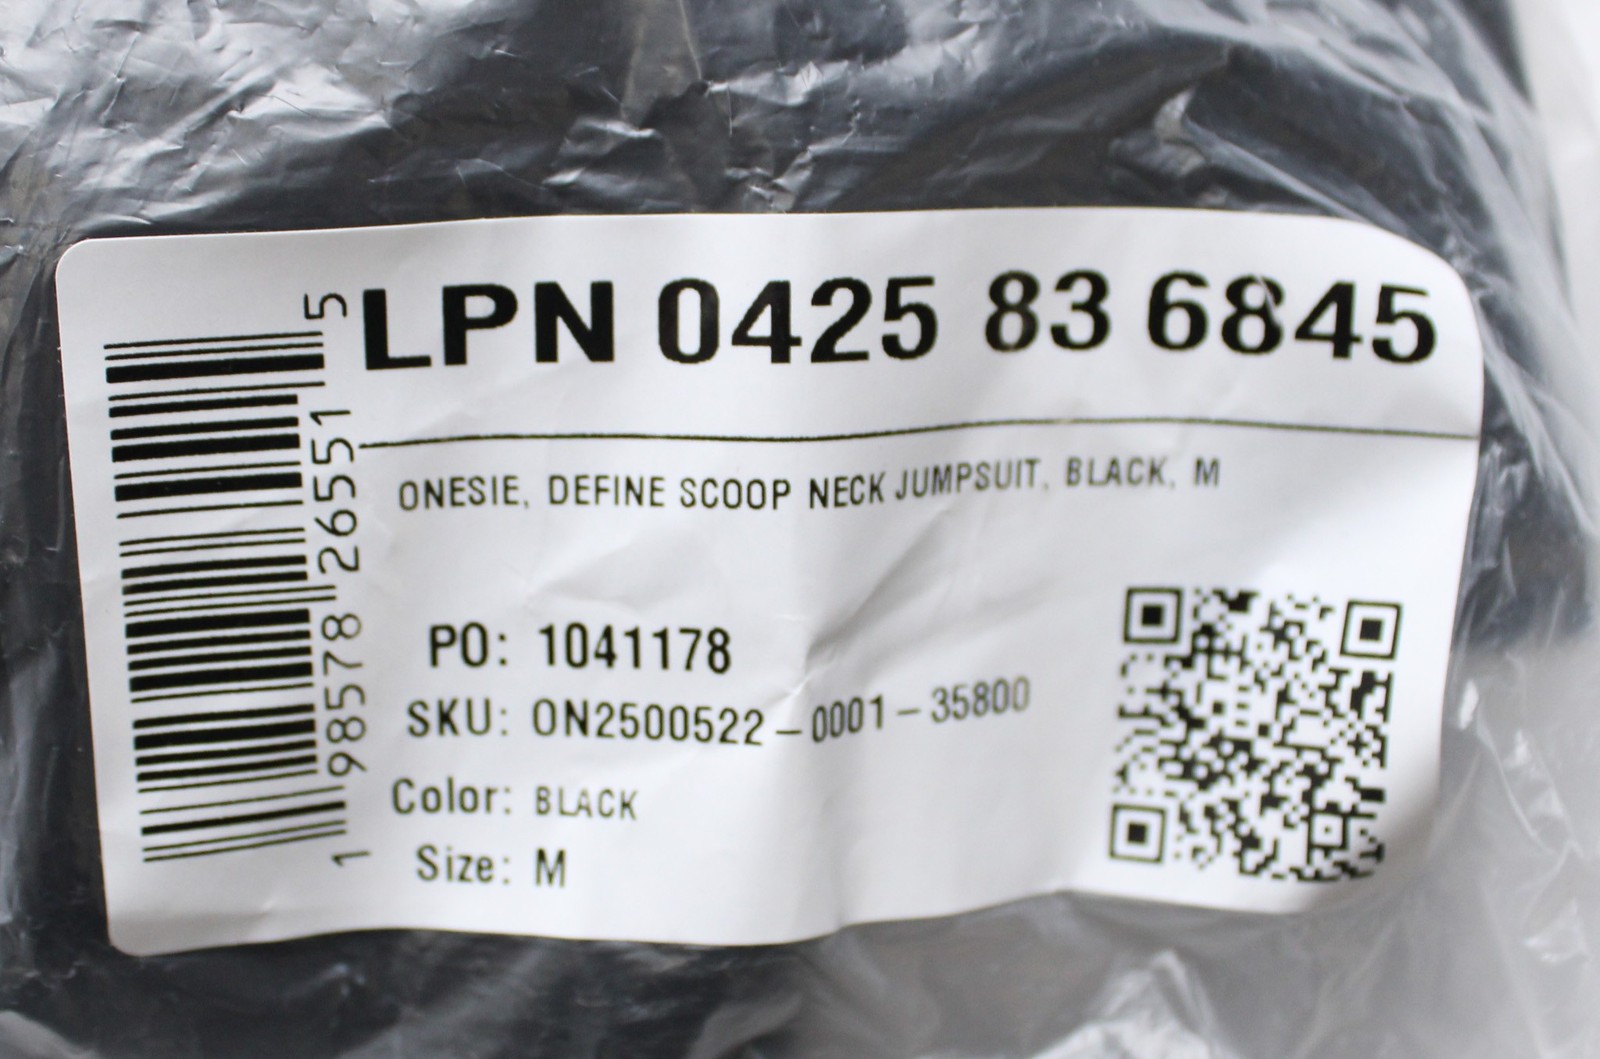 LPN 0425 83 6845
ONESIE, DEFINE SCOOP NECK JUMPSUIT, BLACK, M
PO: 1041178
SKU: ON2500522-0001-35800
Color: BLACK
Size: M
1 98578 26551 5